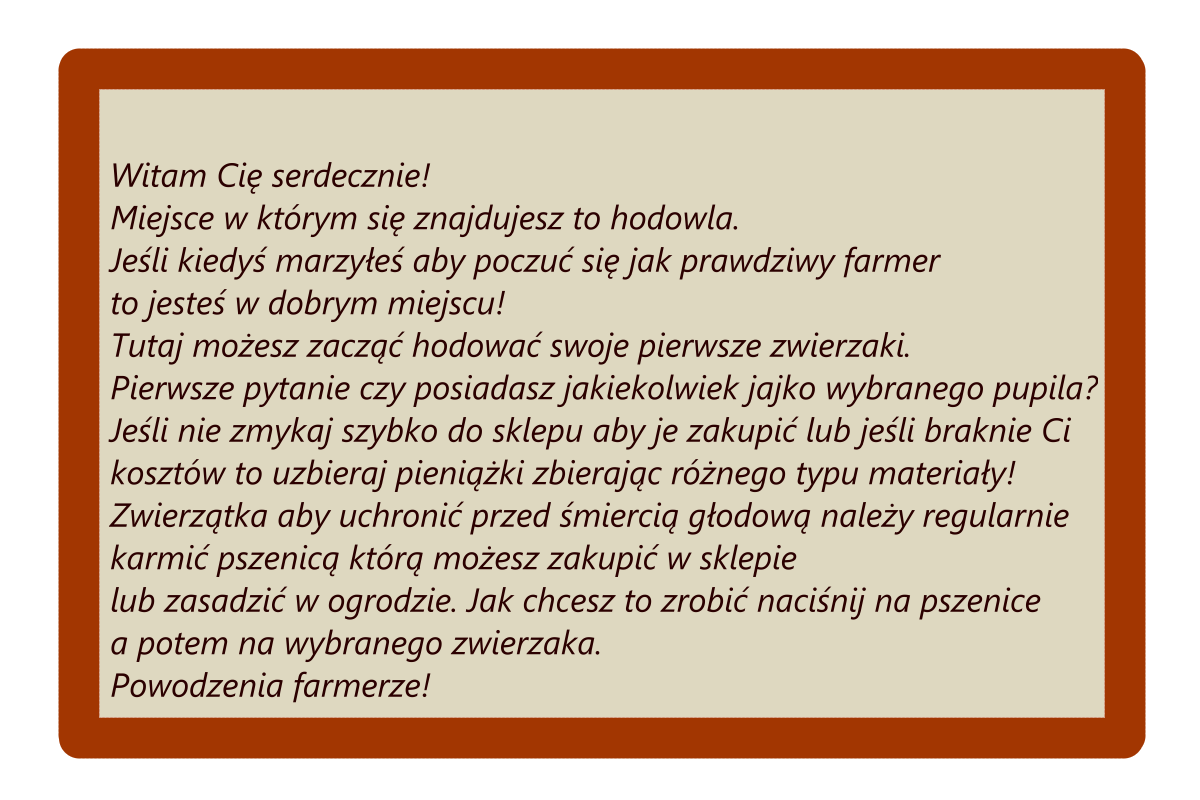 Witam Cię serdecznie!
Miejsce w którym się znajdujesz to hodowla.
Jeśli kiedyś marzyłeś aby poczuć się jak prawdziwy farmer
to jesteś w dobrym miejscu!
Tutaj możesz zacząć hodować swoje pierwsze zwierzaki.
Pierwsze pytanie czy posiadasz jakiekolwiek jajko wybranego pupila?
Jeśli nie zmykaj szybko do sklepu aby je zakupić lub jeśli braknie Ci
kosztów to uzbieraj pieniążki zbierając różnego typu materiały!
Zwierzątka aby uchronić przed śmiercią głodową należy regularnie
karmić pszenicą którą możesz zakupić w sklepie
lub zasadzić w ogrodzie. Jak chcesz to zrobić naciśnij na pszenice
a potem na wybranego zwierzaka.
Powodzenia farmerze!